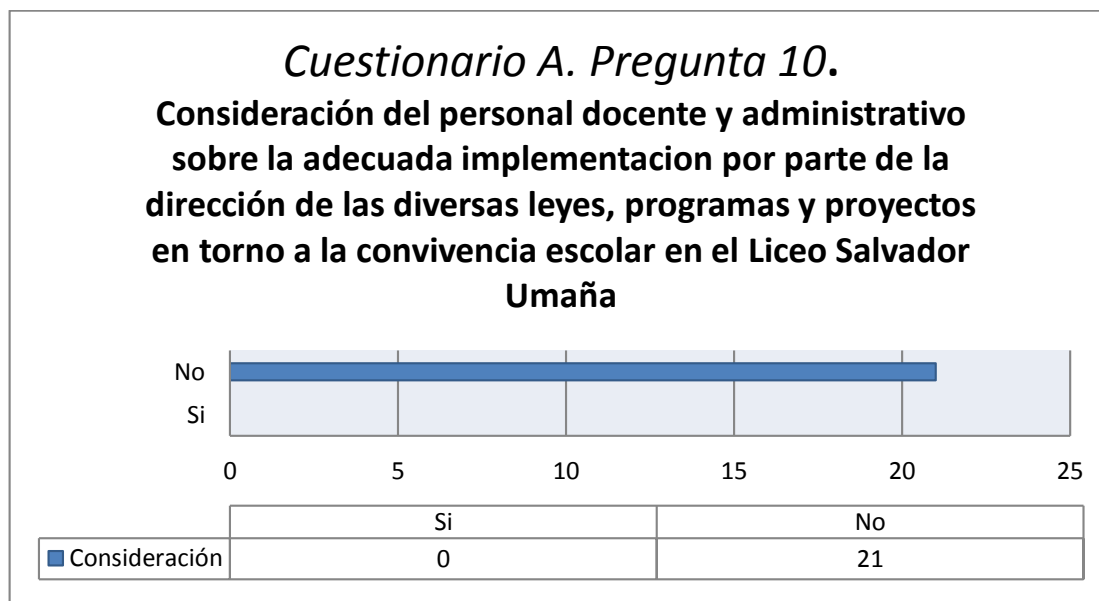 Cuestionario A. Pregunta 10.
Consideración del personal docente y administrativo
sobre la adecuada implementacion por parte de la
dirección de las diversas leyes, programas y proyectos
en torno a la convivencia escolar en el Liceo Salvador
Umaña
No
Si
0 5 10 15 20 25
Si No
Consideración 0 21